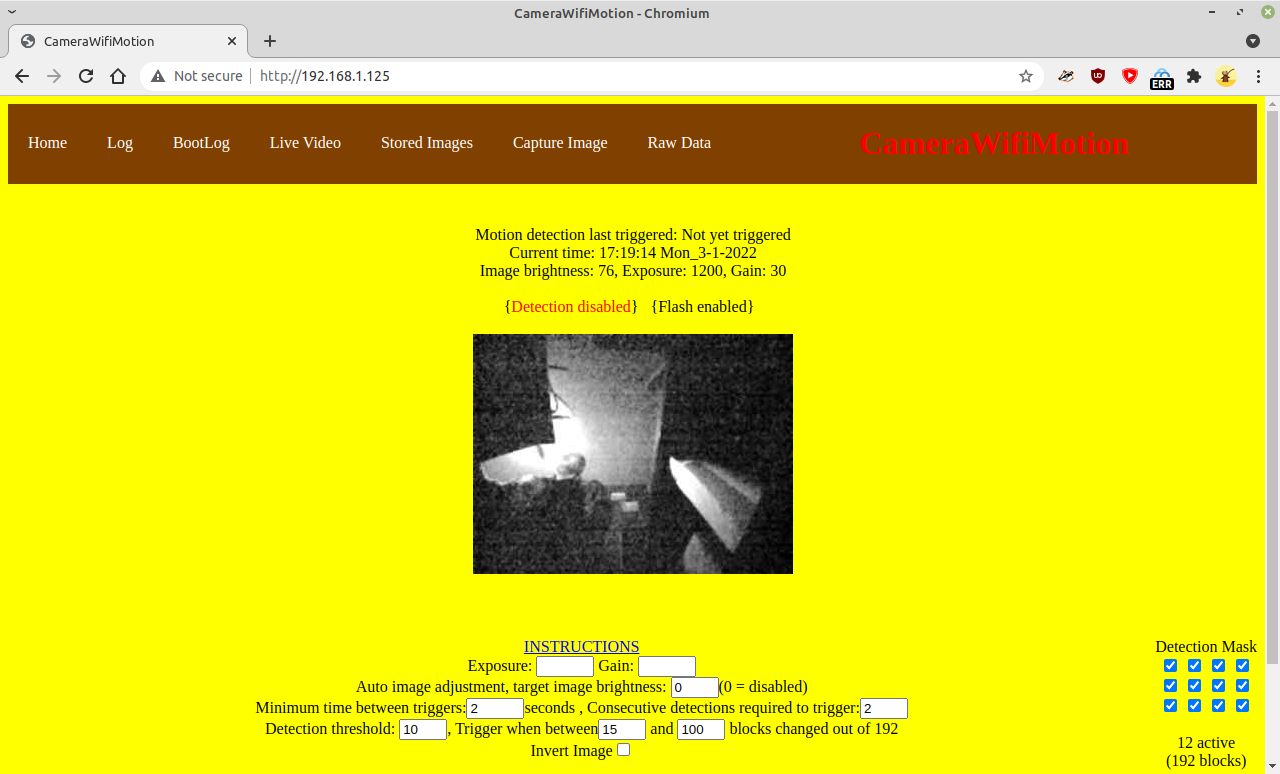 CameraWifiMotion - Chromium
CameraWifiMotion
Not secure http://192.168.1.125
ERR
Home Log BootLog Live Video Stored Images Capture Image Raw Data CameraWifiMotion
Motion detection last triggered: Not yet triggered
Current time: 17:19:14 Mon_3-1-2022
Image brightness: 76, Exposure: 1200, Gain: 30
{Detection disabled} {Flash enabled}
INSTRUCTIONS
Exposure: Gain:
Auto image adjustment, target image brightness: 0 (0 = disabled)
Minimum time between triggers: 2 seconds , Consecutive detections required to trigger: 2
Detection threshold: 10 , Trigger when between 15 and 100 blocks changed out of 192
Invert Image
Detection Mask
12 active
(192 blocks)